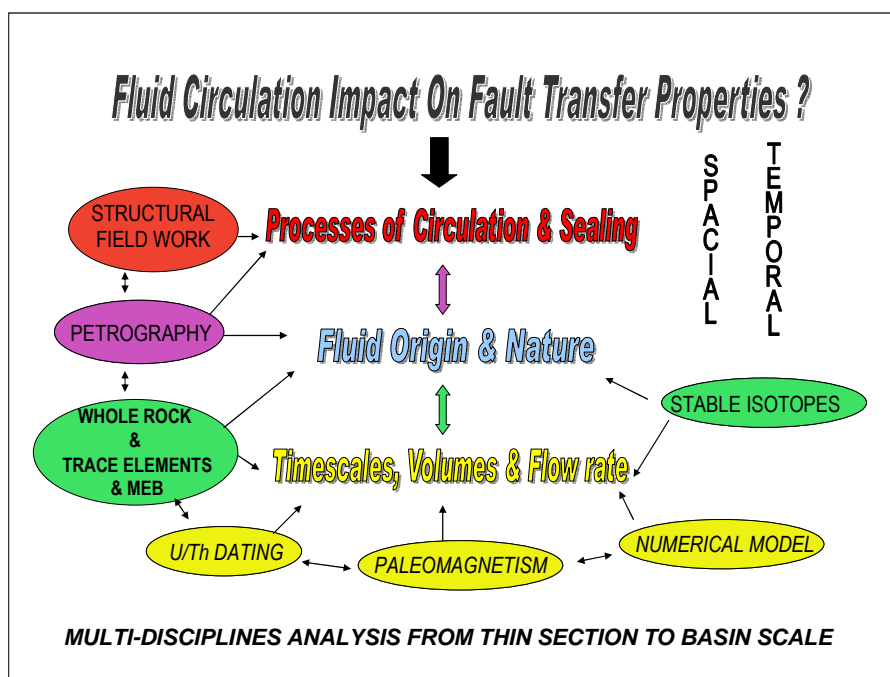 Fluid Circulation Impact On Fault Transfer Properties ?
SPACIAL
TEMPORAL
STRUCTURAL
FIELD WORK
Processes of Circulation & Sealing
PETROGRAPHY
Fluid Origin & Nature
WHOLE ROCK
&
TRACE ELEMENTS
& MEB
STABLE ISOTOPES
Timescales, Volumes & Flow rate
U/Th DATING
PALEOMAGNETISM
NUMERICAL MODEL
MULTI-DISCIPLINES ANALYSIS FROM THIN SECTION TO BASIN SCALE